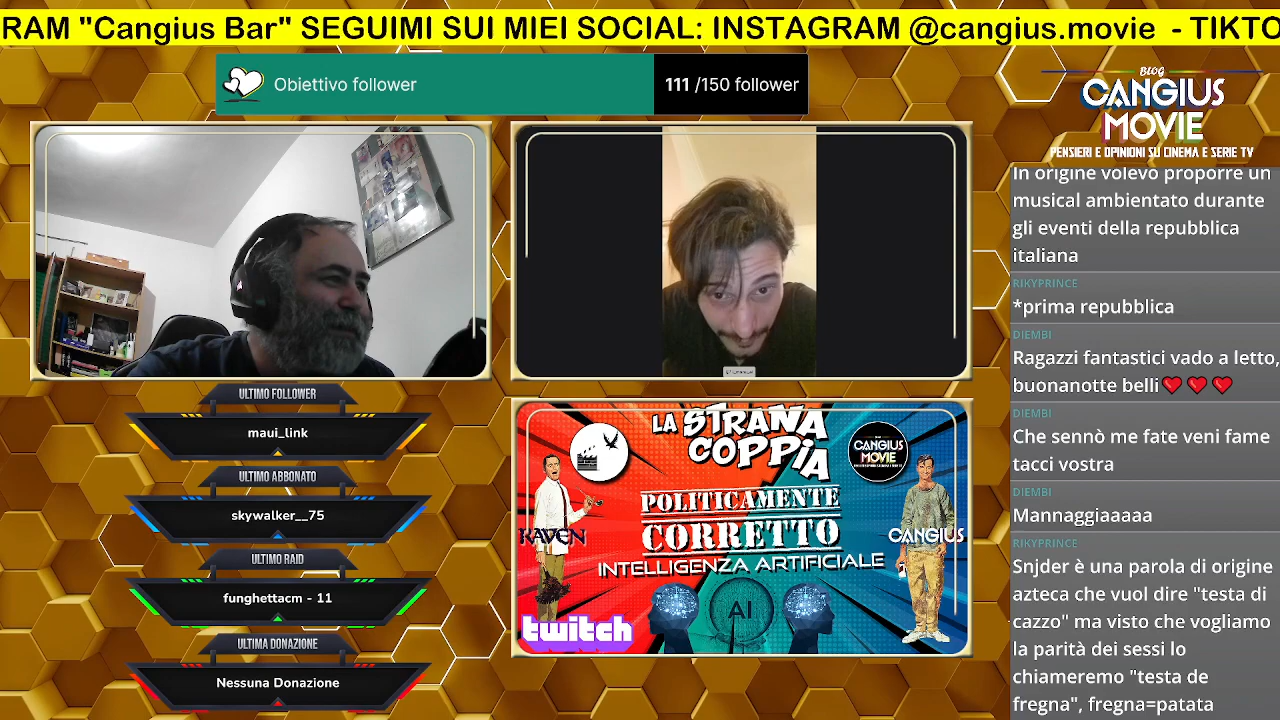 RAM "Cangius Bar" SEGUIMI SUI MIEI SOCIAL: INSTAGRAM @cangius.movie - TIKTO
Obiettivo follower
111 /150 follower
BLOG
CANGIUS
MOVIE
PENSIERI E OPINIONI SU CINEMA E SERIE TV
In origine volevo proporre un
musical ambientato durante
gli eventi della repubblica
italiana
RIKYPRINCE
*prima repubblica
DIEMBI
Ragazzi fantastici vado a letto,
buonanotte belli❤❤❤
DIEMBI
Che sennò me fate veni fame
tacci vostra
DIEMBI
Mannaggiaaaaa
RIKYPRINCE
Snjder è una parola di origine
azteca che vuol dire "testa di
cazzo" ma visto che vogliamo
la parità dei sessi lo
chiameremo "testa de
fregna", fregna=patata
ULTIMO FOLLOWER
maui_link
ULTIMO ABBONATO
skywalker__75
ULTIMO RAID
funghettacm - 11
ULTIMA DONAZIONE
Nessuna Donazione
LA STRANA
COPPIA
CANGIUS
MOVIE
POLITICAMENTE
CORRETTO
INTELLIGENZA ARTIFICIALE
KAVEN
CANGIUS
AI
twitch